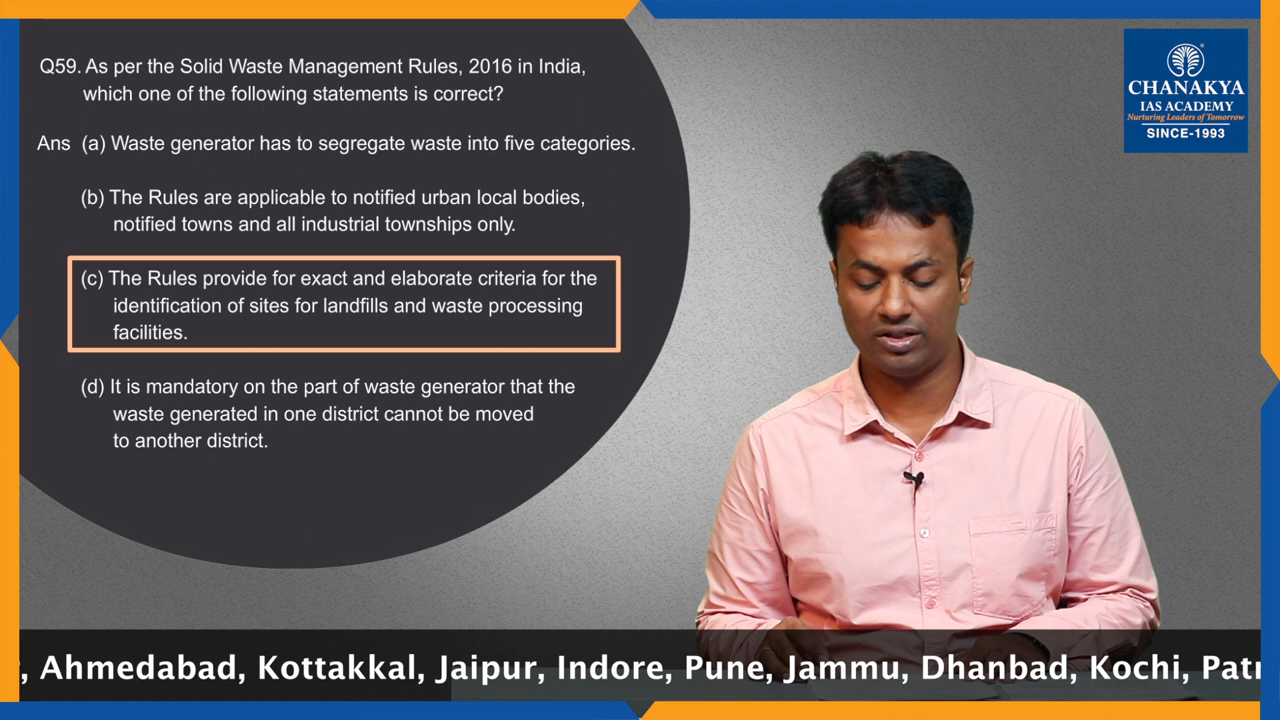 Q59. As per the Solid Waste Management Rules, 2016 in India,
which one of the following statements is correct?
Ans (a) Waste generator has to segregate waste into five categories.
(b) The Rules are applicable to notified urban local bodies,
notified towns and all industrial townships only.
(c) The Rules provide for exact and elaborate criteria for the
identification of sites for landfills and waste processing
facilities.
(d) It is mandatory on the part of waste generator that the
waste generated in one district cannot be moved
to another district.
CHANAKYA
IAS ACADEMY
Nurturing Leaders of Tomorrow
SINCE-1993
, Ahmedabad, Kottakkal, Jaipur, Indore, Pune, Jammu, Dhanbad, Kochi,